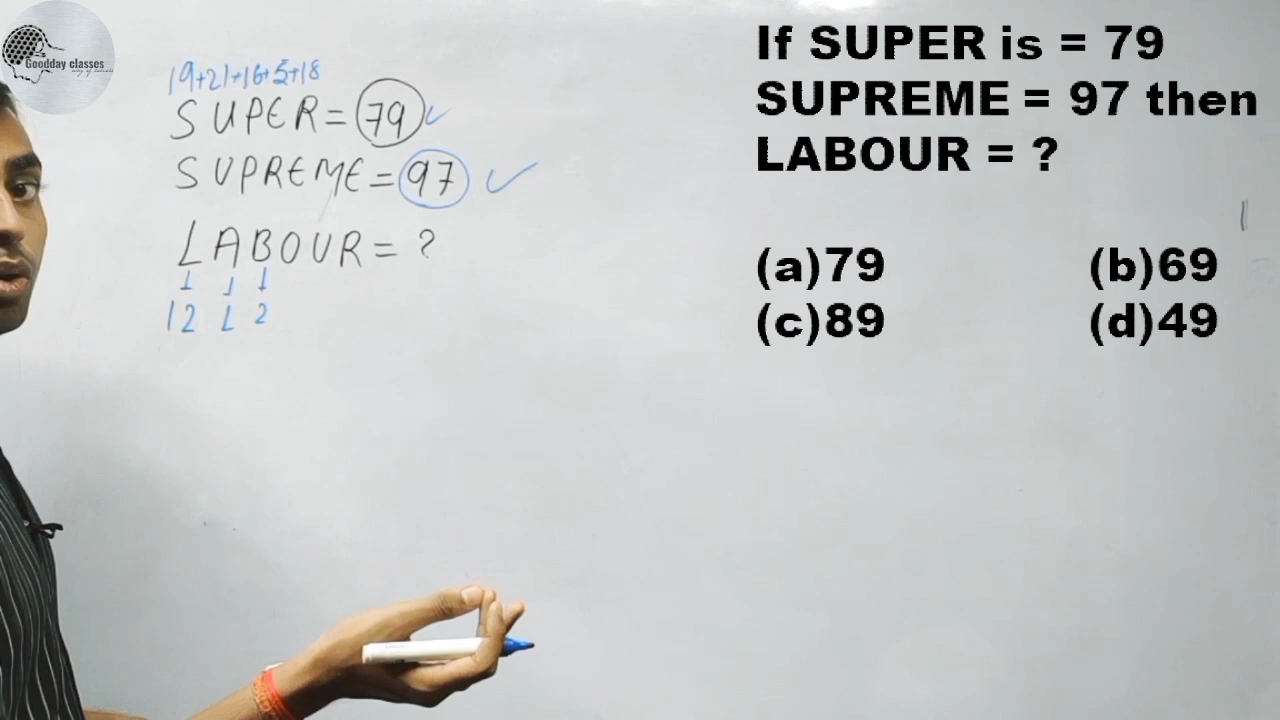 Goodday classes
19+21+16+5+18
SUPER = 79
SUPREME = 97
LABOUR = ?
12 1 2
If SUPER is = 79
SUPREME = 97 then
LABOUR = ?
(a)79 (b)69
(c)89 (d)49